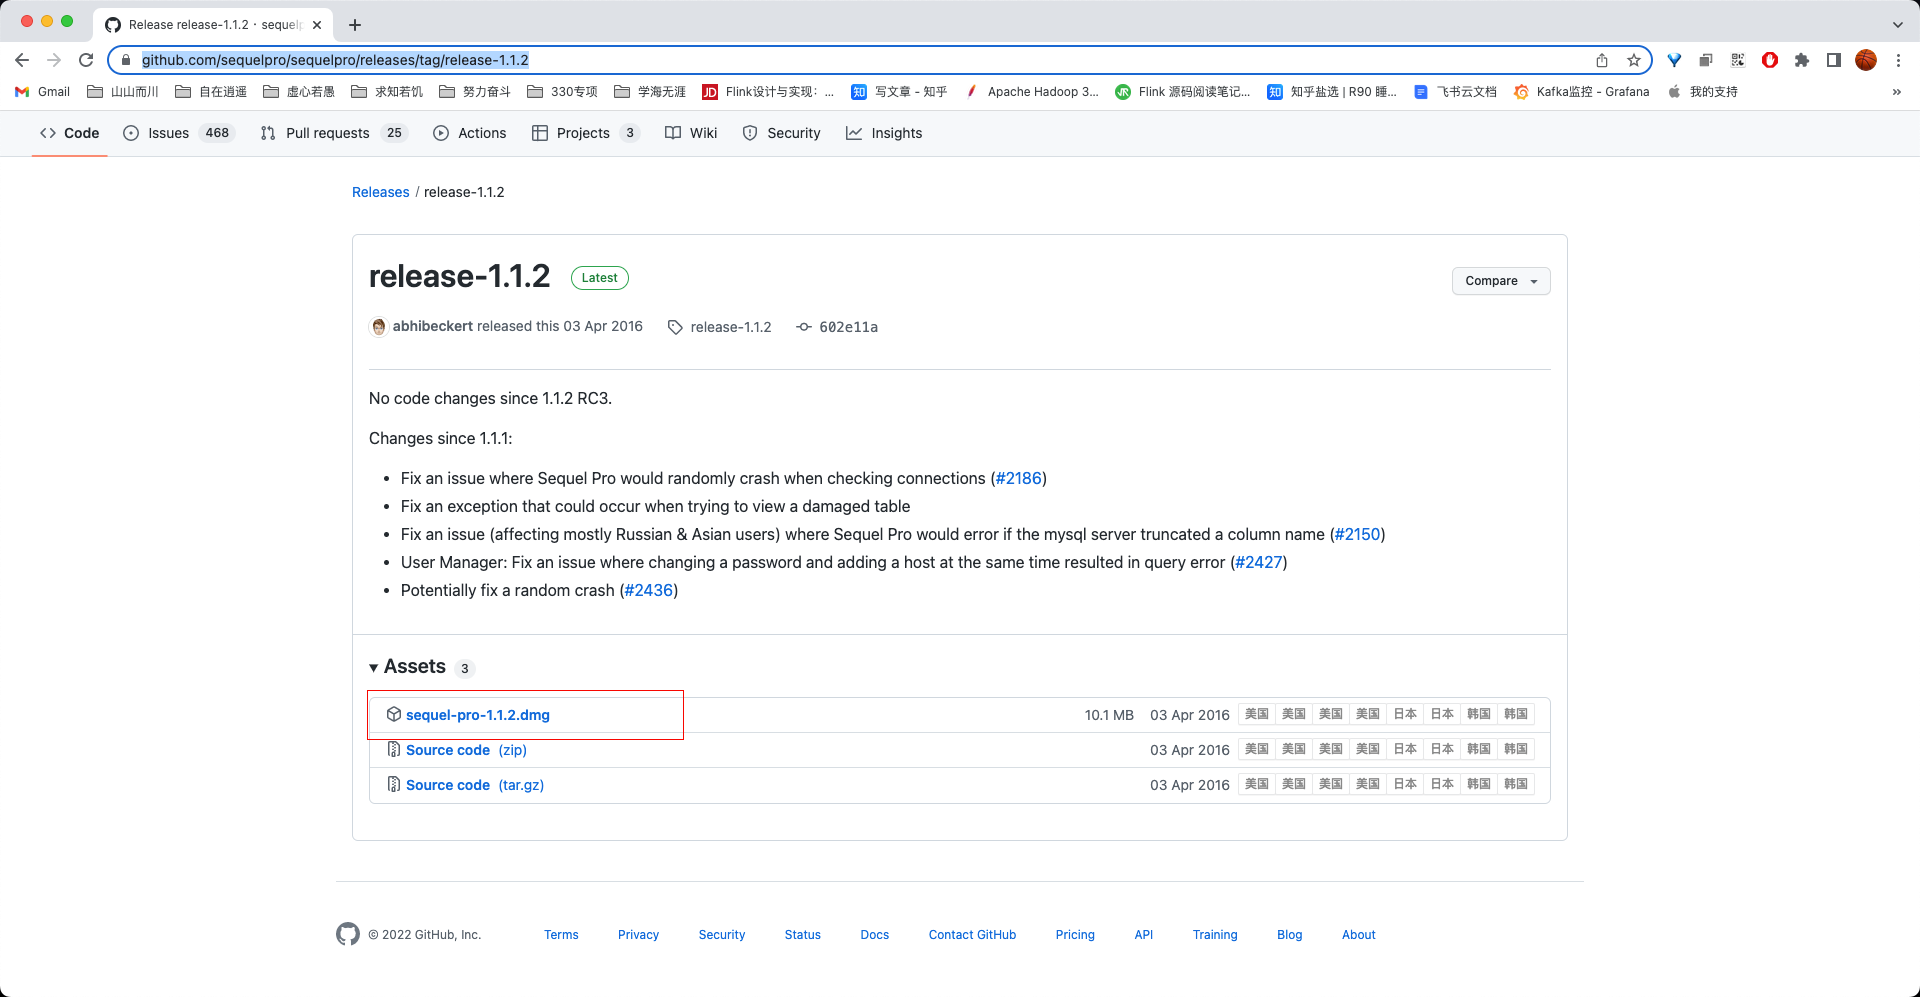 Release release-1.1.2 · sequelp
github.com/sequelpro/sequelpro/releases/tag/release-1.1.2
Gmail 山山而川 自在逍遥 虚心若愚 求知若饥 努力奋斗 330专项 学海无涯 JD Flink设计与实现：... 知 写文章 - 知乎 Apache Hadoop 3... Flink 源码阅读笔记... 知 知乎盐选 | R90 睡... 飞书云文档 Kafka监控 - Grafana 我的支持 »
Code Issues 468 Pull requests 25 Actions Projects 3 Wiki Security Insights
Releases / release-1.1.2
release-1.1.2 Latest Compare
abhibeckert released this 03 Apr 2016 release-1.1.2 602e11a
No code changes since 1.1.2 RC3.
Changes since 1.1.1:
• Fix an issue where Sequel Pro would randomly crash when checking connections (#2186)
• Fix an exception that could occur when trying to view a damaged table
• Fix an issue (affecting mostly Russian & Asian users) where Sequel Pro would error if the mysql server truncated a column name (#2150)
• User Manager: Fix an issue where changing a password and adding a host at the same time resulted in query error (#2427)
• Potentially fix a random crash (#2436)
Assets 3
sequel-pro-1.1.2.dmg 10.1 MB 03 Apr 2016 美国 美国 美国 美国 日本 日本 韩国 韩国
Source code (zip) 03 Apr 2016 美国 美国 美国 美国 日本 日本 韩国 韩国
Source code (tar.gz) 03 Apr 2016 美国 美国 美国 美国 日本 日本 韩国 韩国
© 2022 GitHub, Inc. Terms Privacy Security Status Docs Contact GitHub Pricing API Training Blog About